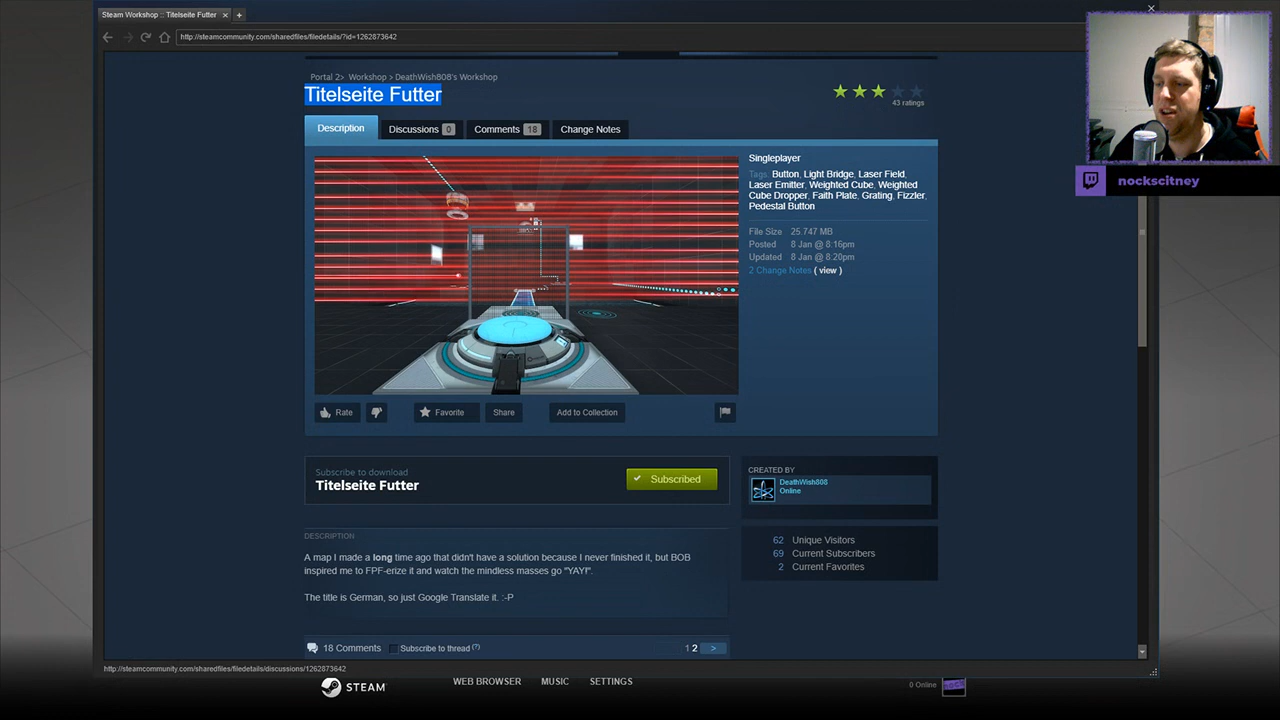 Steam Workshop :: Titelseite Futter
http://steamcommunity.com/sharedfiles/filedetails/?id=1262873642
Portal 2> Workshop > DeathWish808's Workshop
Titelseite Futter
43 ratings
Description
Discussions 0
Comments 18
Change Notes
Singleplayer
Tags: Button, Light Bridge, Laser Field,
Laser Emitter, Weighted Cube, Weighted
Cube Dropper, Faith Plate, Grating, Fizzler,
Pedestal Button
File Size 25.747 MB
Posted 8 Jan @ 8:16pm
Updated 8 Jan @ 8:20pm
2 Change Notes ( view )
nockscitney
Rate
Favorite
Share
Add to Collection
Subscribe to download
Titelseite Futter
Subscribed
CREATED BY
DeathWish808
Online
DESCRIPTION
A map I made a long time ago that didn't have a solution because I never finished it, but BOB
inspired me to FPF-erize it and watch the mindless masses go "YAY!".
The title is German, so just Google Translate it. :-P
62 Unique Visitors
69 Current Subscribers
2 Current Favorites
18 Comments Subscribe to thread (?) 1 2 >
http://steamcommunity.com/sharedfiles/filedetails/discussions/1262873642
STEAM
WEB BROWSER
MUSIC
SETTINGS
0 Online